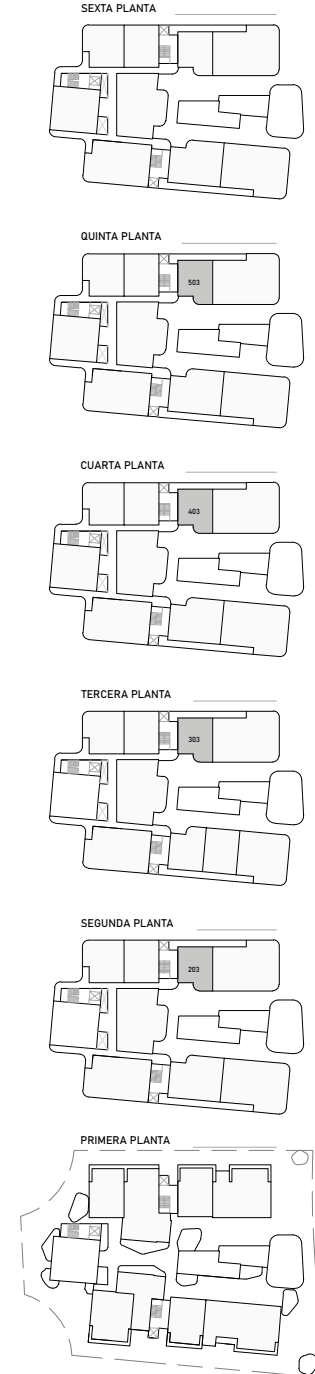 SEXTA PLANTA
QUINTA PLANTA
503
CUARTA PLANTA
403
TERCERA PLANTA
303
SEGUNDA PLANTA
203
PRIMERA PLANTA